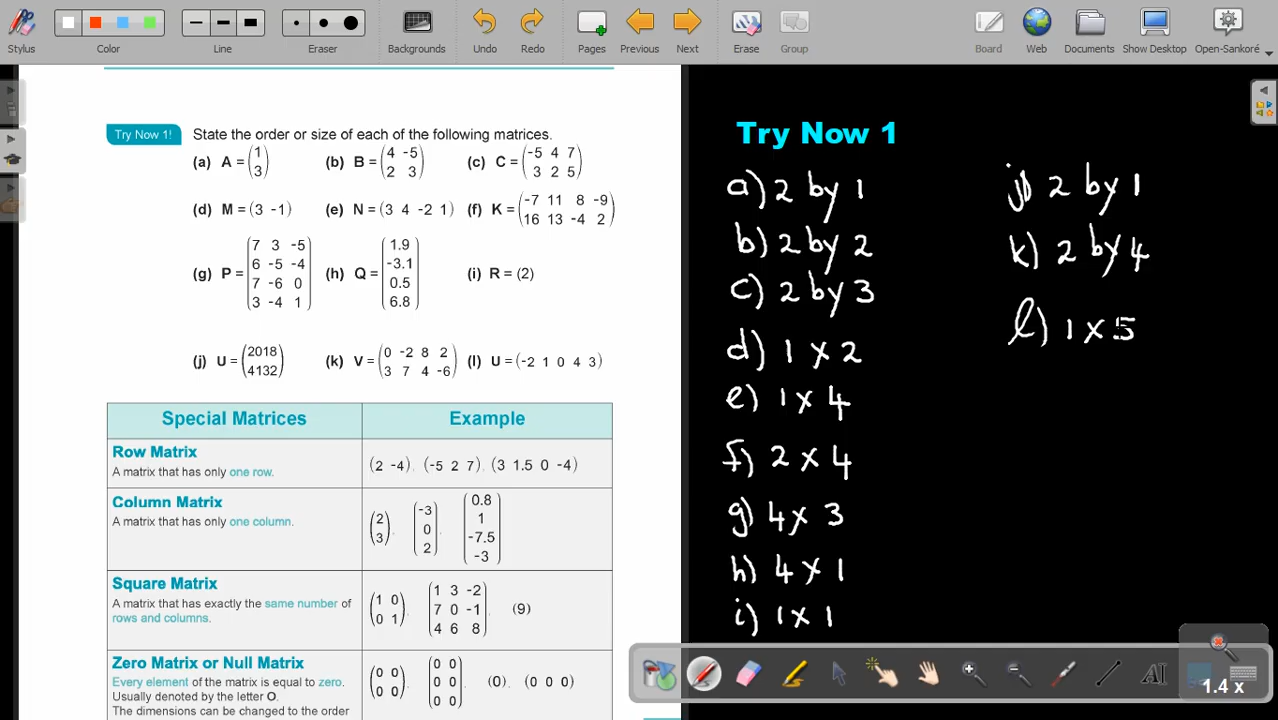 Stylus Color Line Eraser Backgrounds Undo Redo Pages Previous Next Erase Group Board Web Documents Show Desktop Open-Sankoré
Try Now 1! State the order or size of each of the following matrices.
(a) A = (1
3)
(b) B = (4 -5
2 3)
(c) C = (-5 4 7
3 2 5)
(d) M = (3 -1) (e) N = (3 4 -2 1) (f) K = (-7 11 8 -9
16 13 -4 2)
(g) P = (7 3 -5
6 -5 -4
7 -6 0
3 -4 1)
(h) Q = (1.9
-3.1
0.5
6.8)
(i) R = (2)
(j) U = (2018
4132)
(k) V = (0 -2 8 2
3 7 4 -6)
(l) U = (-2 1 0 4 3)
Special Matrices Example
Row Matrix
A matrix that has only one row.
(2 -4), (-5 2 7), (3 1.5 0 -4)
Column Matrix
A matrix that has only one column.
(2
3),
(-3
0
2),
(0.8
1
-7.5
-3)
Square Matrix
A matrix that has exactly the same number of
rows and columns.
(1 0
0 1),
(1 3 -2
7 0 -1
4 6 8),
(9)
Zero Matrix or Null Matrix
Every element of the matrix is equal to zero.
Usually denoted by the letter O.
The dimensions can be changed to the order
(0 0
0 0),
(0 0
0 0
0 0),
(0), (0 0)
Try Now 1
a) 2 by 1
b) 2 by 2
c) 2 by 3
d) 1 x 2
e) 1 x 4
f) 2 x 4
g) 4 x 3
h) 4 x 1
i) 1 x 1
j) 2 by 1
k) 2 by 4
l) 1 x 5
1.4 x